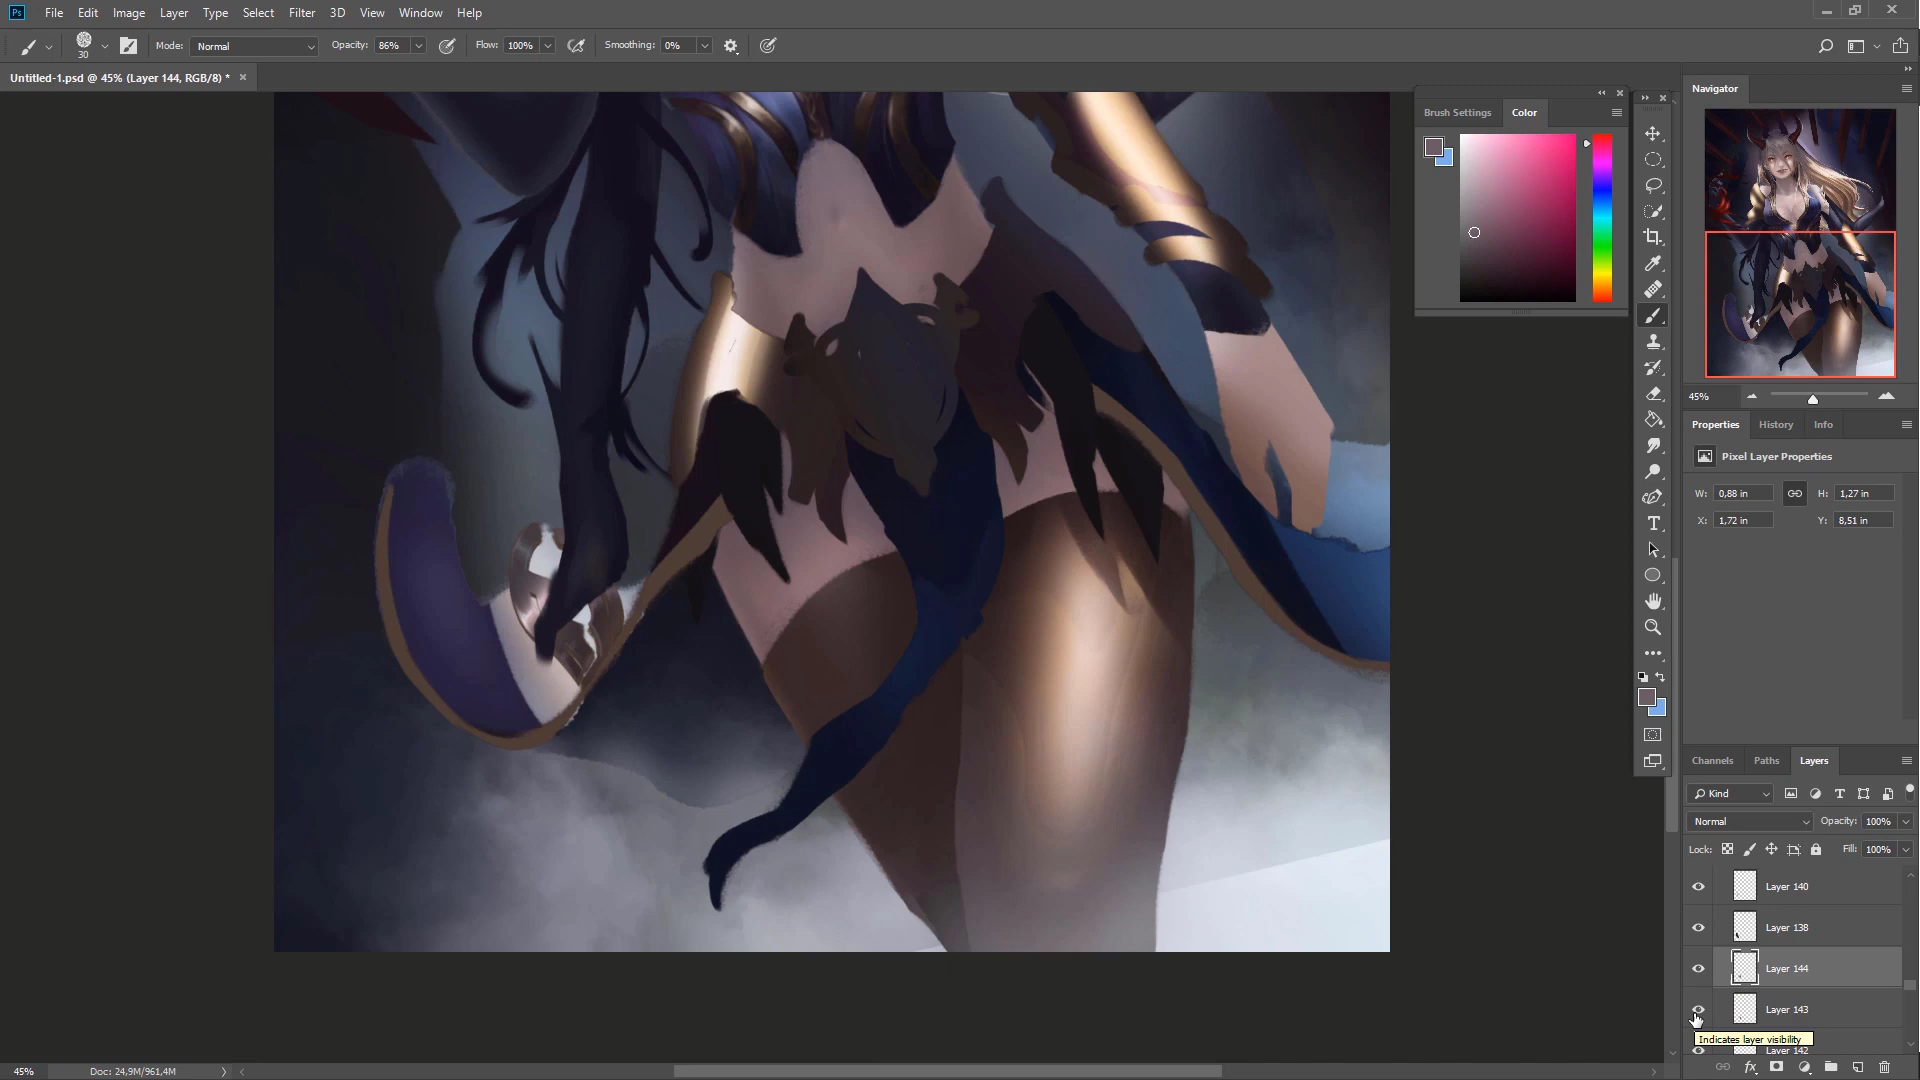 Ps File Edit Image Layer Type Select Filter 3D View Window Help
30 Mode: Normal Opacity: 86% Flow: 100% Smoothing: 0%
Untitled-1.psd @ 45% (Layer 144, RGB/8) *
Brush Settings Color
Navigator
45%
Properties History Info
Pixel Layer Properties
W: 0,88 in H: 1,27 in
X: 1,72 in Y: 8,51 in
Channels Paths Layers
Kind
Normal Opacity: 100%
Lock: Fill: 100%
Layer 140
Layer 138
Layer 144
Layer 143
Indicates layer visibility
Layer 142
fx
45% Doc: 24,9M/961,4M